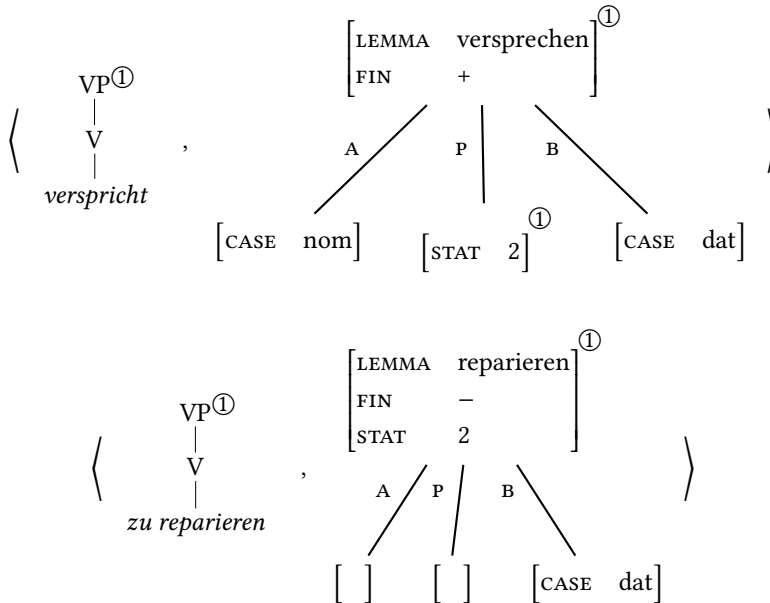 ⟨ VP① V verspricht , [LEMMA versprechen FIN +]① ⟩
A P B
[CASE nom] [STAT 2]① [CASE dat]
⟨ VP① V zu reparieren , [LEMMA reparieren FIN − STAT 2]① ⟩
A P B
[ ] [ ] [CASE dat]